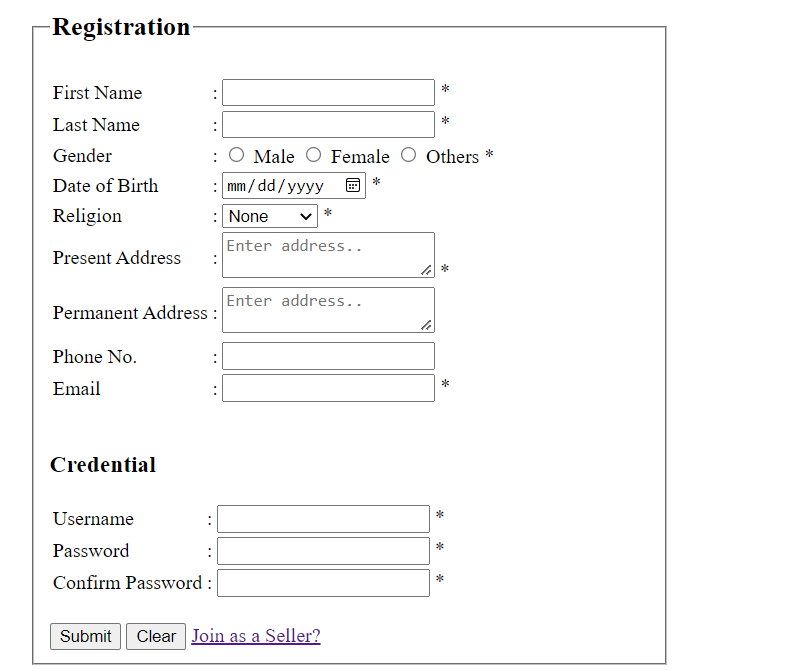 Registration
First Name : *
Last Name : *
Gender : Male Female Others *
Date of Birth : mm/dd/yyyy *
Religion : None *
Present Address : Enter address.. *
Permanent Address : Enter address..
Phone No. :
Email : *
Credential
Username : *
Password : *
Confirm Password : *
Submit Clear Join as a Seller?